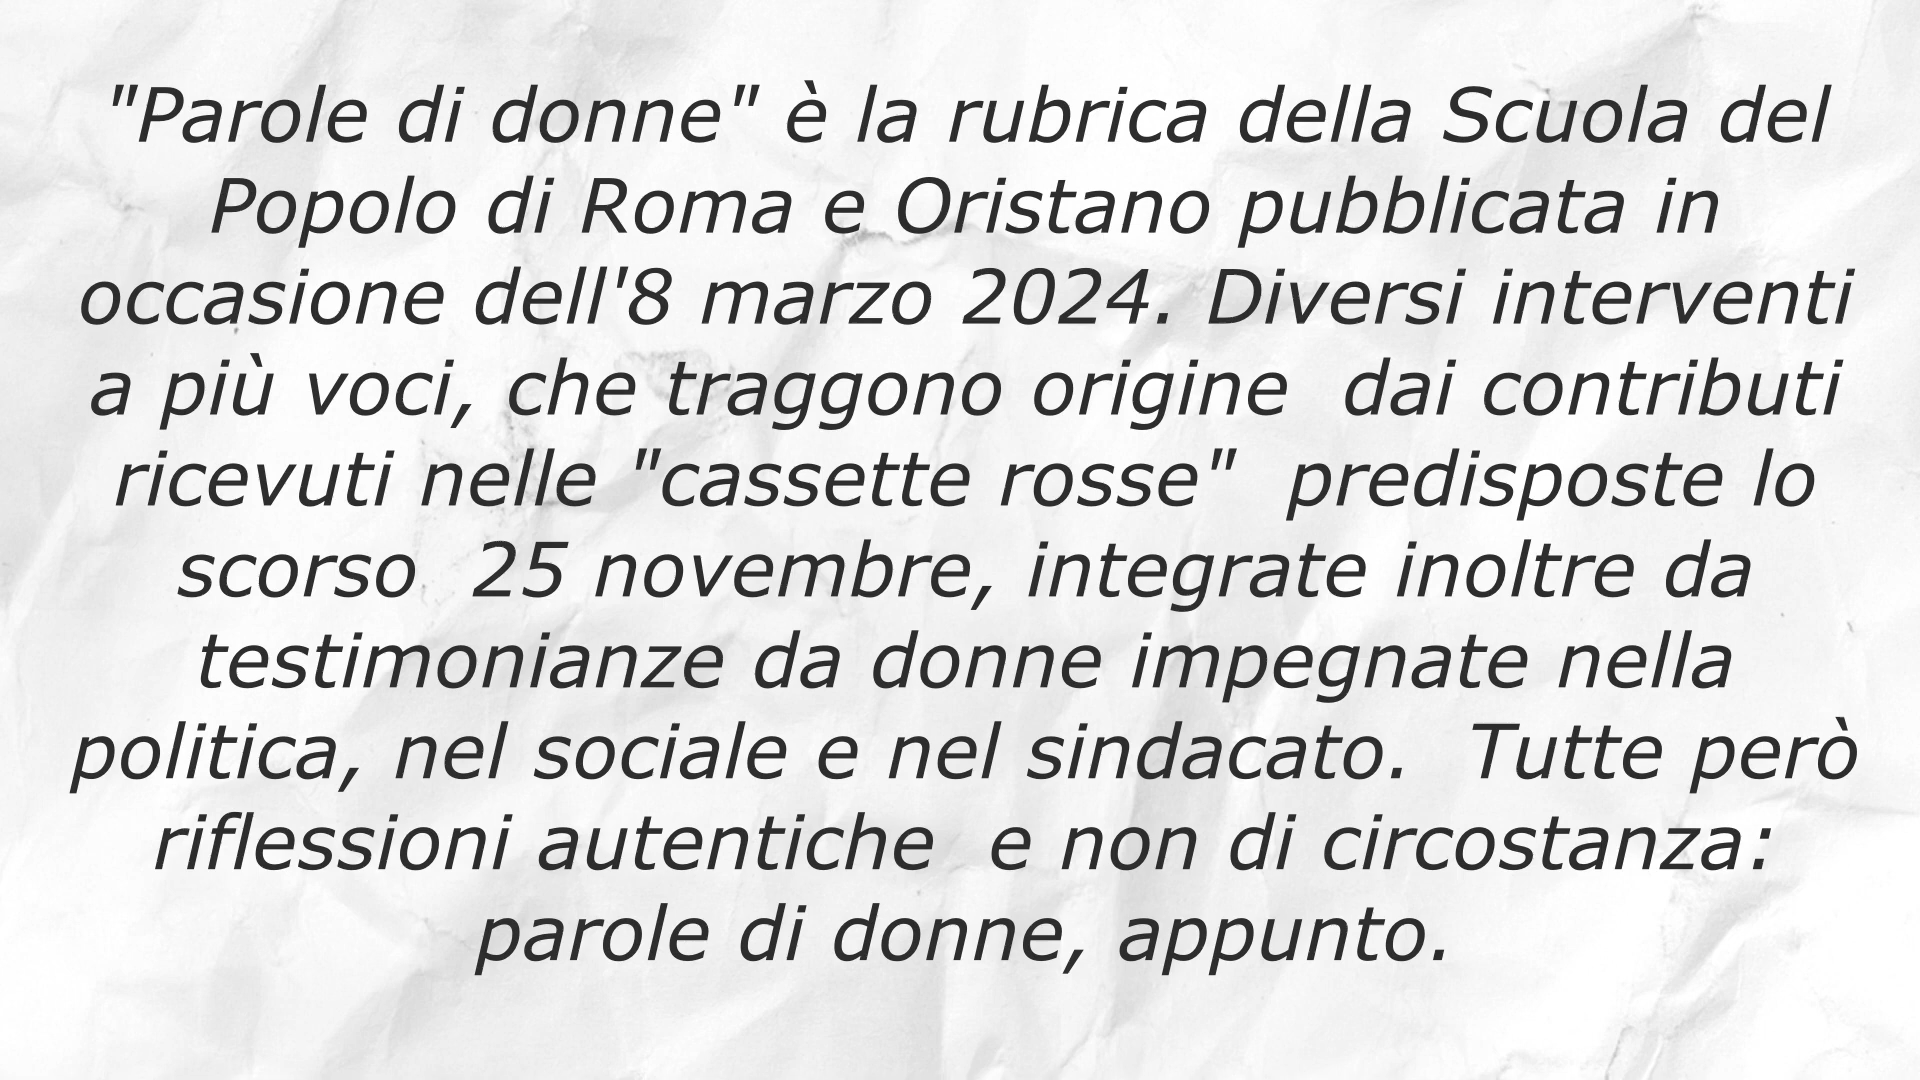 "Parole di donne" è la rubrica della Scuola del
Popolo di Roma e Oristano pubblicata in
occasione dell'8 marzo 2024. Diversi interventi
a più voci, che traggono origine  dai contributi
ricevuti nelle "cassette rosse"  predisposte lo
scorso  25 novembre, integrate inoltre da
testimonianze da donne impegnate nella
politica, nel sociale e nel sindacato.  Tutte però
riflessioni autentiche  e non di circostanza:
parole di donne, appunto.